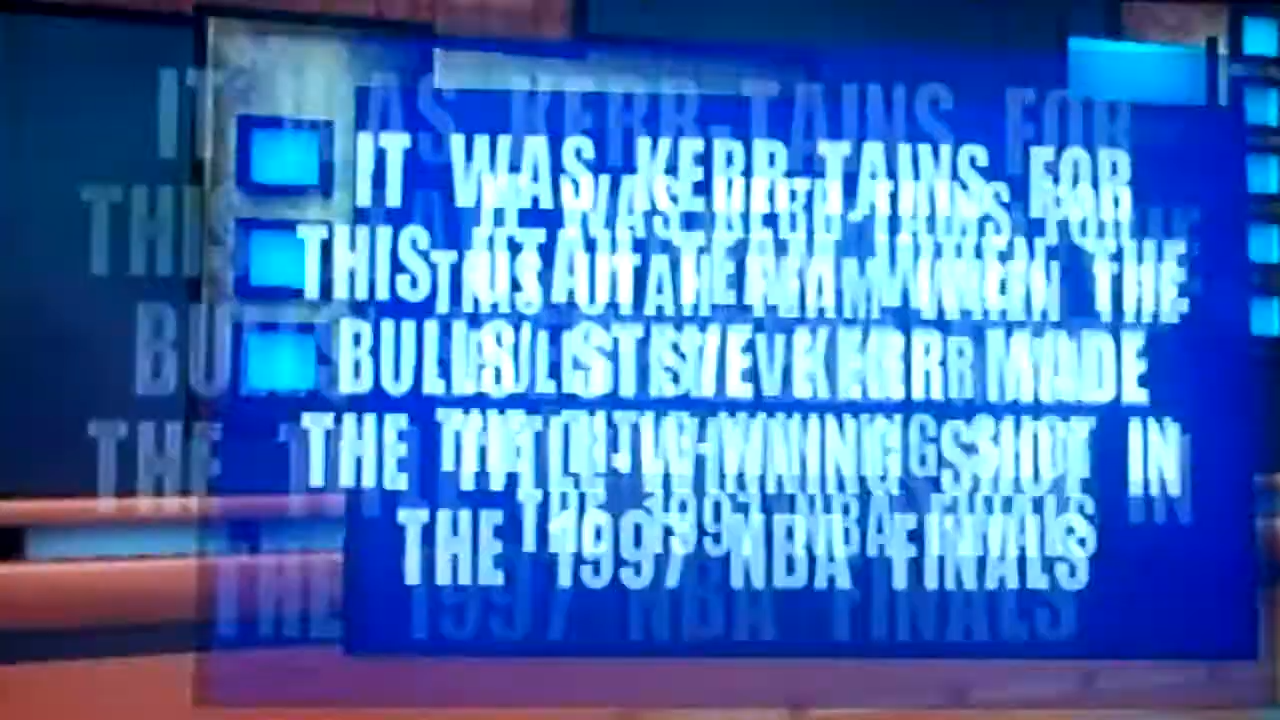 IT WAS KERR-TAINS FOR
THIS UTAH TEAM WHEN THE
BULLS' STEVE KERR MADE
THE TITLE-WINNING SHOT IN
THE 1997 NBA FINALS